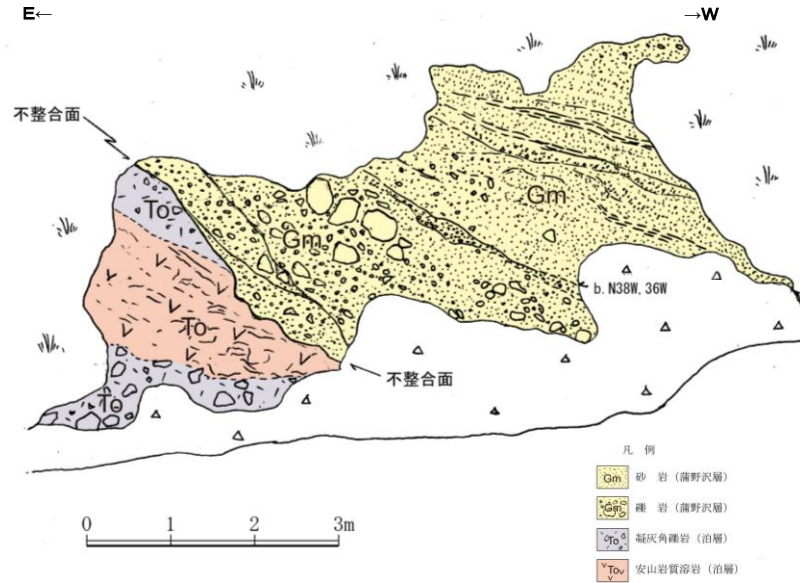 E← →W
不整合面
To
Gm
Gm
b. N38W, 36W
To
不整合面
To
凡 例
Gm 砂 岩（蒲野沢層）
Gm 礫 岩（蒲野沢層）
To 凝灰角礫岩（泊層）
Tov 安山岩質溶岩（泊層）
0 1 2 3m